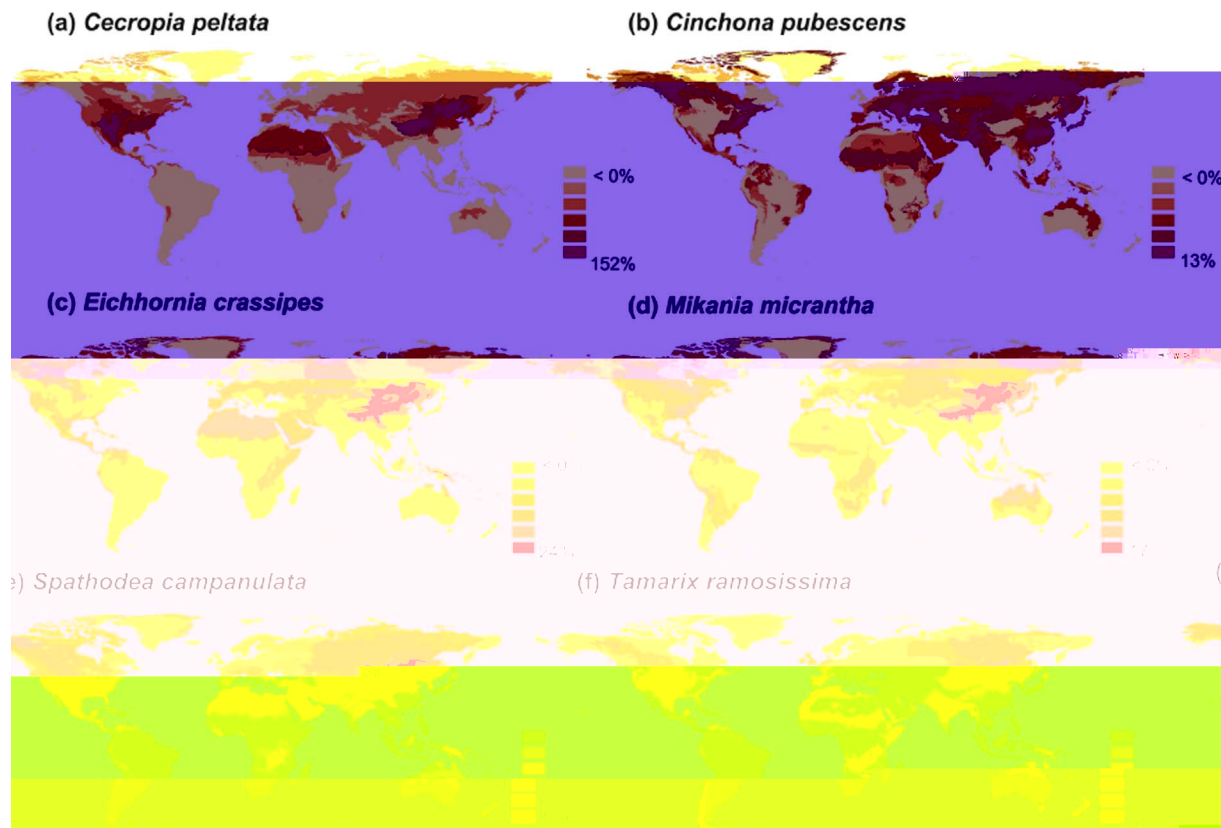 (a) Cecropia peltata
(b) Cinchona pubescens
< 0%
152%
< 0%
13%
(c) Eichhornia crassipes
(d) Mikania micrantha
e) Spathodea campanulata
(f) Tamarix ramosissima
(